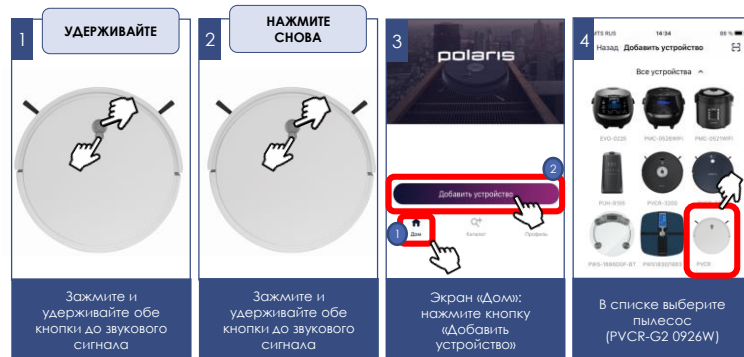 1
УДЕРЖИВАЙТЕ
Зажмите и
удерживайте обе
кнопки до звукового
сигнала
2
НАЖМИТЕ
СНОВА
Зажмите и
удерживайте обе
кнопки до звукового
сигнала
3
polaris
2
Добавить устройство
1
Дом
Каталог
Профиль
Экран «Дом»:
нажмите кнопку
«Добавить
устройство»
4
MTS RUS 14:34 88 %
Назад Добавить устройство
Все устройства
EVO-0225 PMC-0526WIFI PMC-0521WIFI
PVCR-3200
PVCR
В списке выберите
пылесос
(PVCR-G2 0926W)